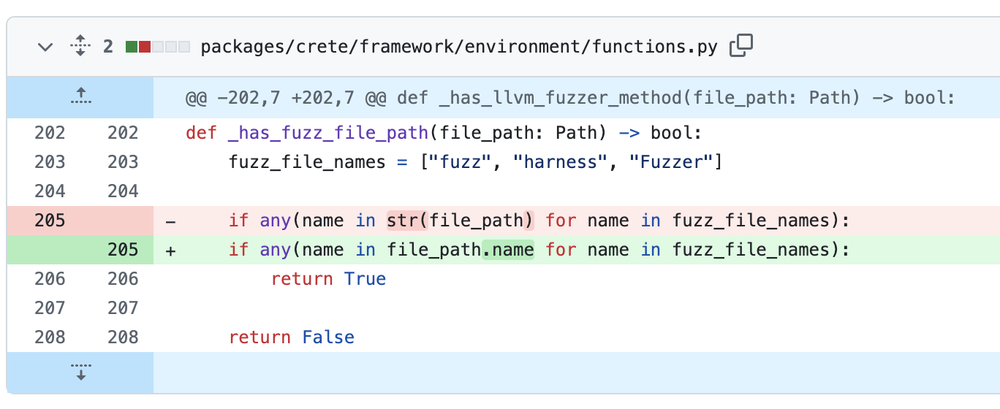 2 packages/crete/framework/environment/functions.py
@@ -202,7 +202,7 @@ def _has_llvm_fuzzer_method(file_path: Path) -> bool:
202 202 def _has_fuzz_file_path(file_path: Path) -> bool:
203 203 fuzz_file_names = ["fuzz", "harness", "Fuzzer"]
204 204
205 - if any(name in str(file_path) for name in fuzz_file_names):
205 + if any(name in file_path.name for name in fuzz_file_names):
206 206 return True
207 207
208 208 return False